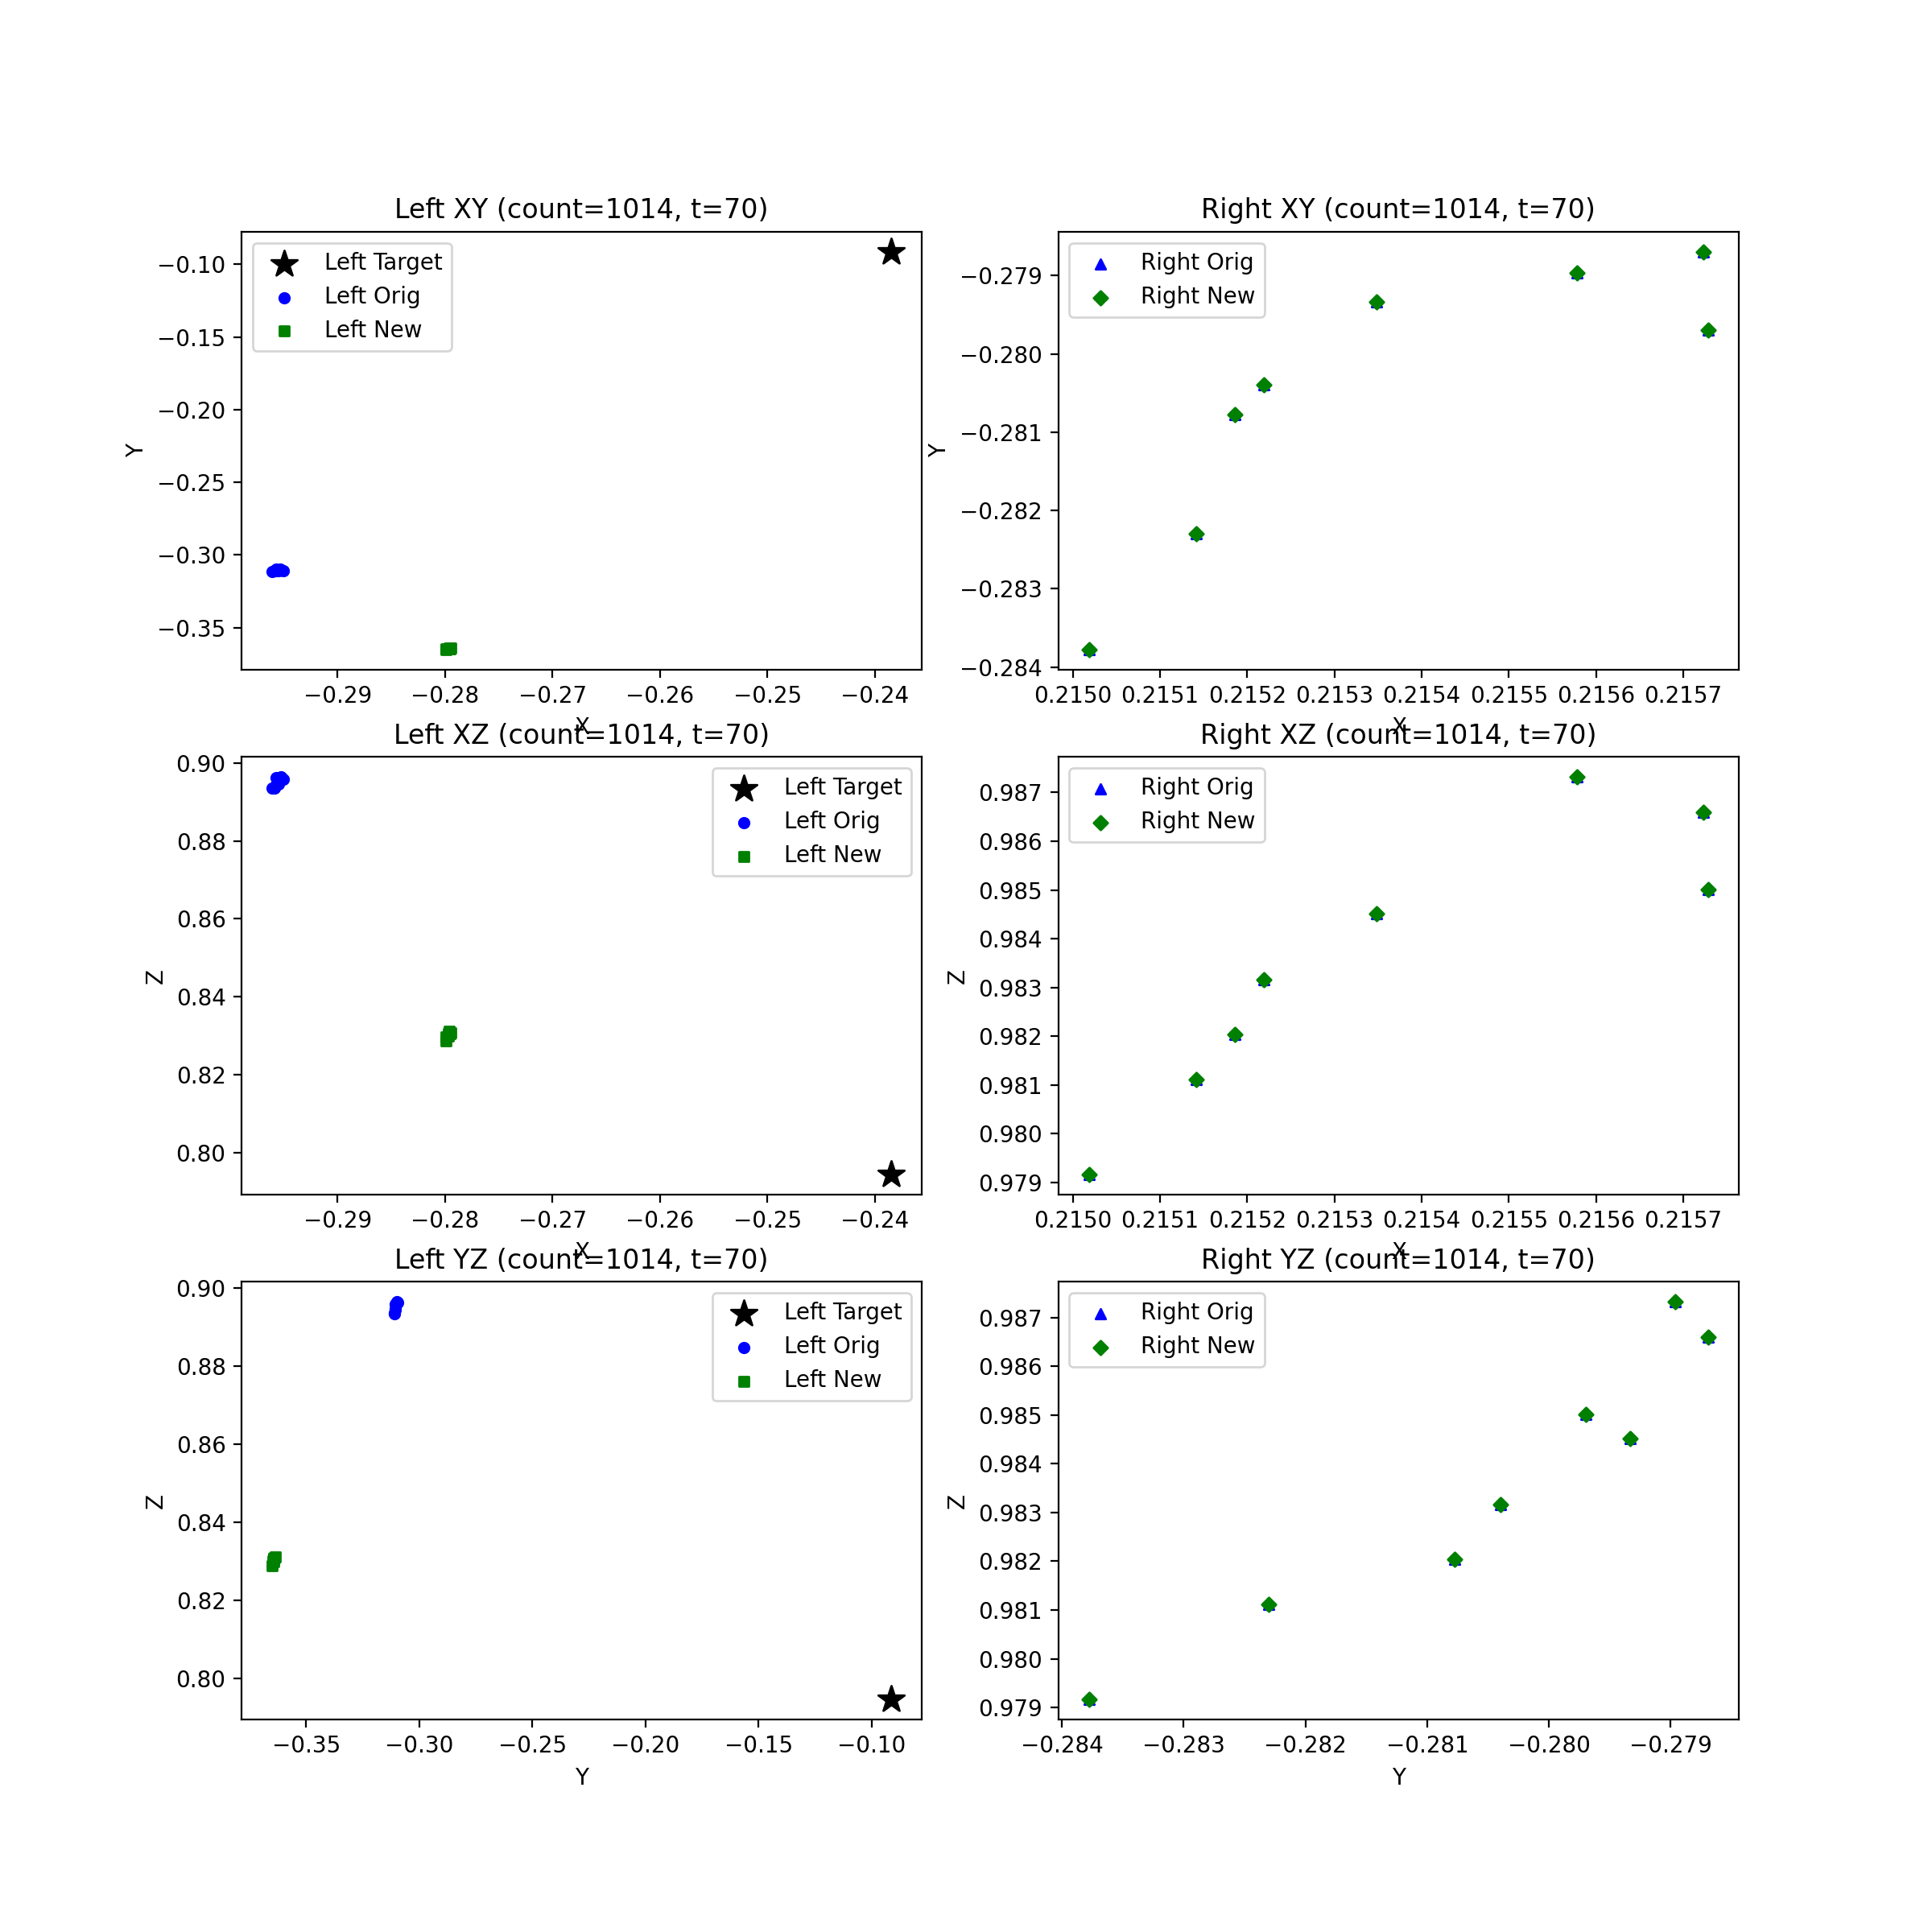 Left XY (count=1014, t=70)
Left Target
Left Orig
Left New
−0.10
−0.15
−0.20
−0.25
−0.30
−0.35
Y
−0.29 −0.28 −0.27 −0.26 −0.25 −0.24
X
Right XY (count=1014, t=70)
Right Orig
Right New
−0.279
−0.280
−0.281
−0.282
−0.283
−0.284
Y
0.2150 0.2151 0.2152 0.2153 0.2154 0.2155 0.2156 0.2157
X
Left XZ (count=1014, t=70)
Left Target
Left Orig
Left New
0.90
0.88
0.86
0.84
0.82
0.80
Z
−0.29 −0.28 −0.27 −0.26 −0.25 −0.24
X
Right XZ (count=1014, t=70)
Right Orig
Right New
0.987
0.986
0.985
0.984
0.983
0.982
0.981
0.980
0.979
Z
0.2150 0.2151 0.2152 0.2153 0.2154 0.2155 0.2156 0.2157
X
Left YZ (count=1014, t=70)
Left Target
Left Orig
Left New
0.90
0.88
0.86
0.84
0.82
0.80
Z
−0.35 −0.30 −0.25 −0.20 −0.15 −0.10
Y
Right YZ (count=1014, t=70)
Right Orig
Right New
0.987
0.986
0.985
0.984
0.983
0.982
0.981
0.980
0.979
Z
−0.284 −0.283 −0.282 −0.281 −0.280 −0.279
Y